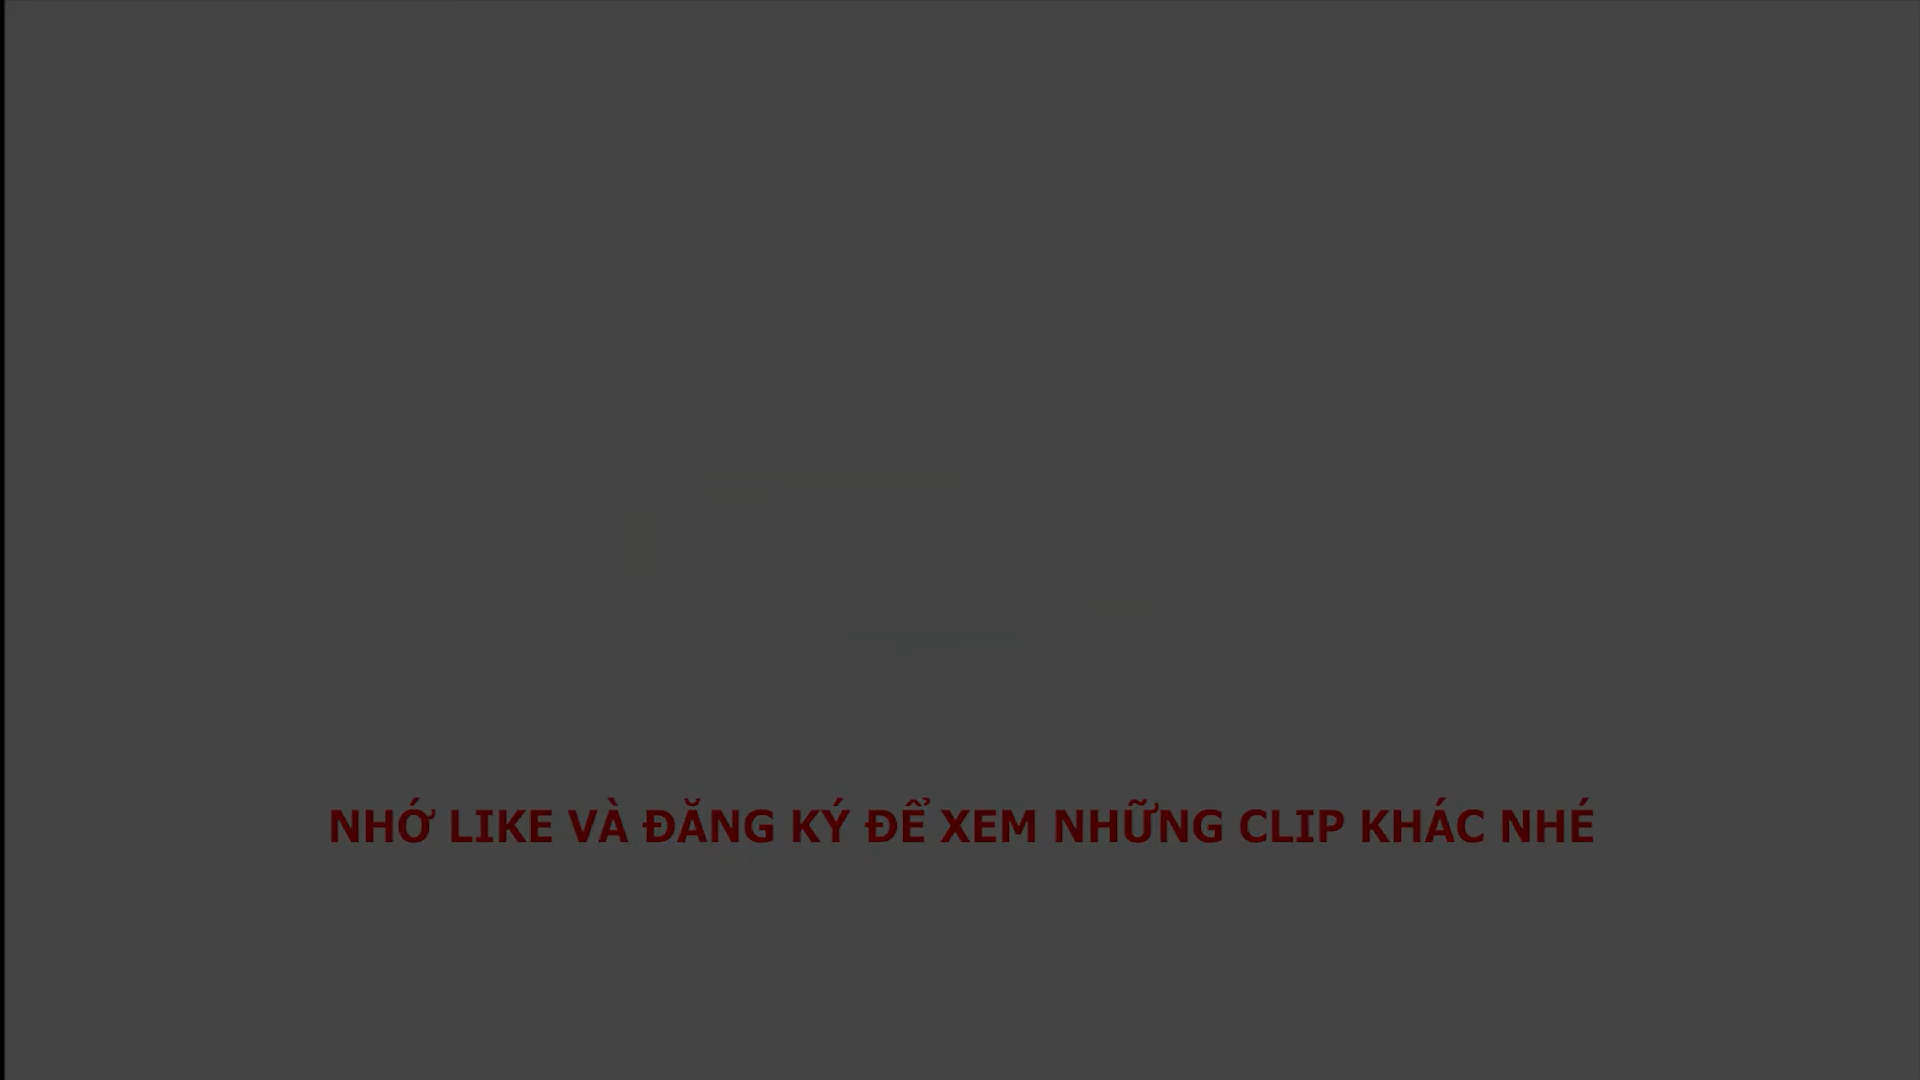 NHỚ LIKE VÀ ĐĂNG KÝ ĐỂ XEM NHỮNG CLIP KHÁC NHÉ